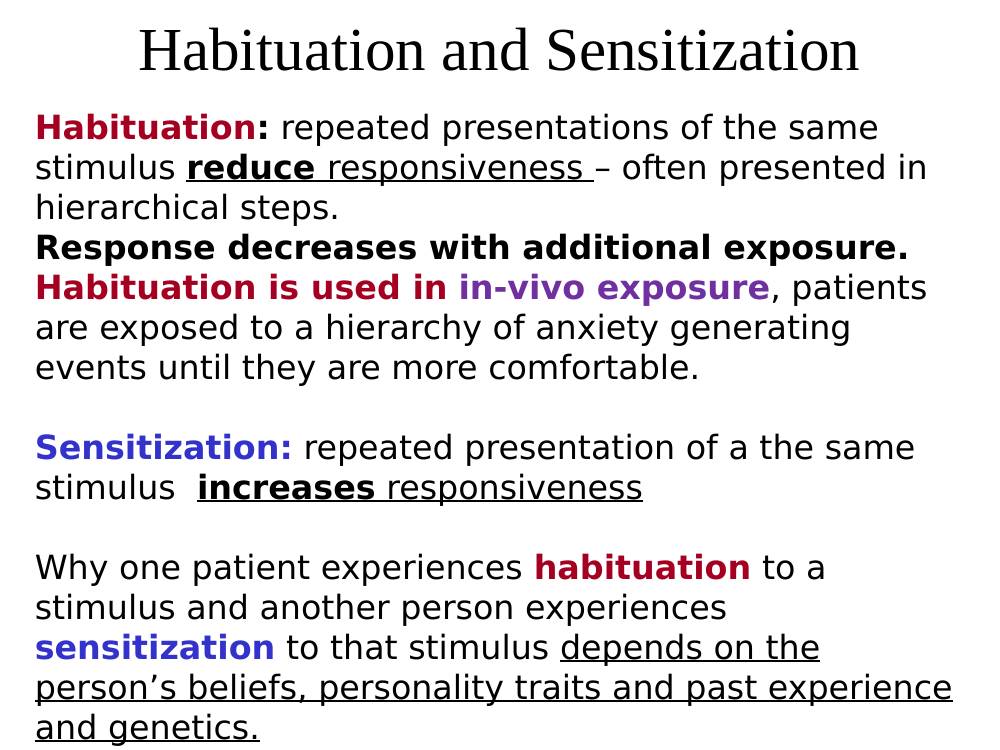 Habituation and Sensitization
Habituation: repeated presentations of the same
stimulus reduce responsiveness – often presented in
hierarchical steps.
Response decreases with additional exposure.
Habituation is used in in-vivo exposure, patients
are exposed to a hierarchy of anxiety generating
events until they are more comfortable.
Sensitization: repeated presentation of a the same
stimulus  increases responsiveness
Why one patient experiences habituation to a
stimulus and another person experiences
sensitization to that stimulus depends on the
person’s beliefs, personality traits and past experience
and genetics.